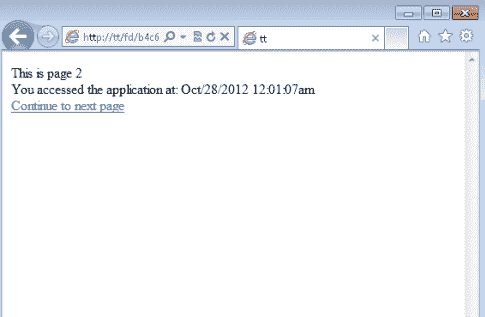 http://tt/fd/b4c6
tt
This is page 2
You accessed the application at: Oct/28/2012 12:01:07am
Continue to next page